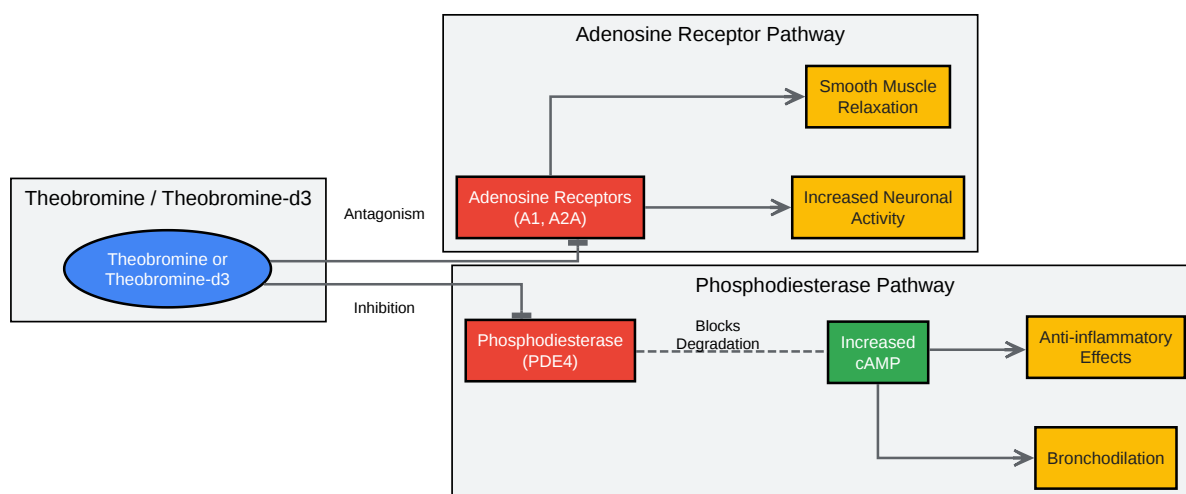 Adenosine Receptor Pathway
Smooth Muscle
Relaxation
Theobromine / Theobromine-d3
Antagonism
Adenosine Receptors
(A1, A2A)
Increased Neuronal
Activity
Theobromine or
Theobromine-d3
Inhibition
Phosphodiesterase Pathway
Phosphodiesterase
(PDE4)
Blocks
Degradation
Increased
cAMP
Anti-inflammatory
Effects
Bronchodilation